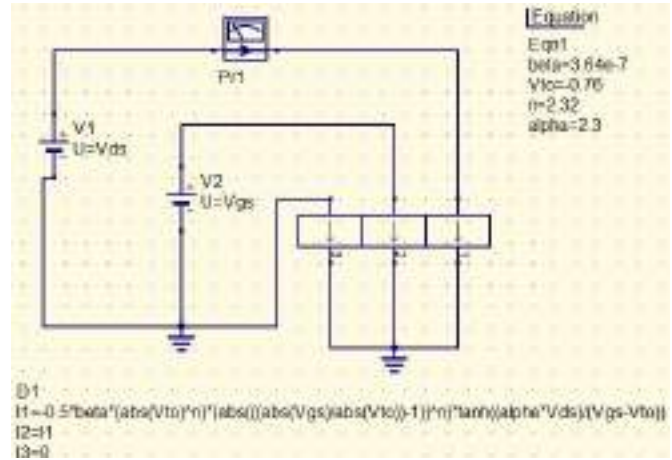 Equation
Eqn1
beta=3.64e-7
Vto=-0.76
n=2.32
alpha=2.3
Pr1
V1
U=Vds
V2
U=Vgs
D1
I1=-0.5*beta*(abs(Vto)^n)*(abs(((abs(Vgs)/abs(Vto))-1))^n)*tanh((alpha*Vds)/(Vgs-Vto))
I2=I1
I3=0